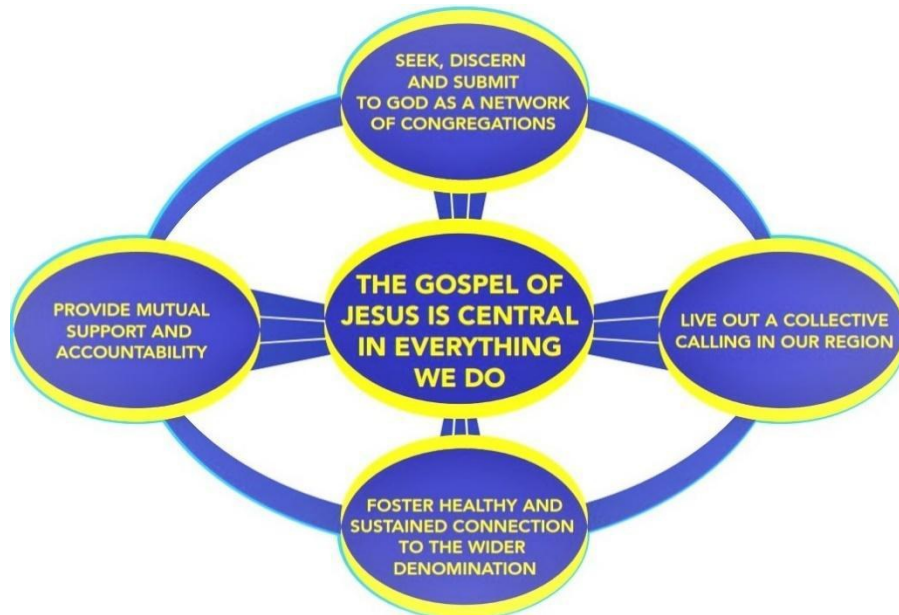 SEEK, DISCERN
AND SUBMIT
TO GOD AS A NETWORK
OF CONGREGATIONS
PROVIDE MUTUAL
SUPPORT AND
ACCOUNTABILITY
THE GOSPEL OF
JESUS IS CENTRAL
IN EVERYTHING
WE DO
LIVE OUT A COLLECTIVE
CALLING IN OUR REGION
FOSTER HEALTHY AND
SUSTAINED CONNECTION
TO THE WIDER
DENOMINATION